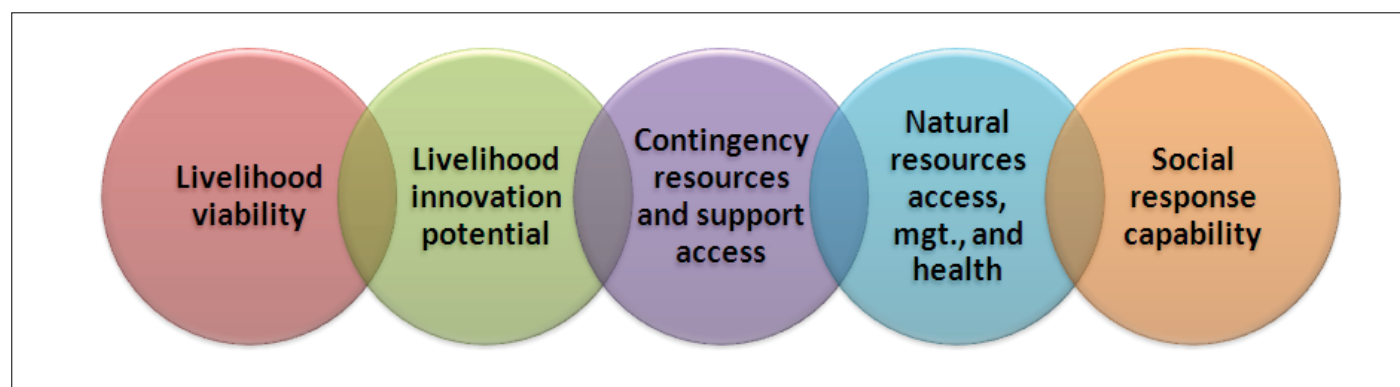 Livelihood
viability
Livelihood
innovation
potential
Contingency
resources
and support
access
Natural
resources
access,
mgt., and
health
Social
response
capability